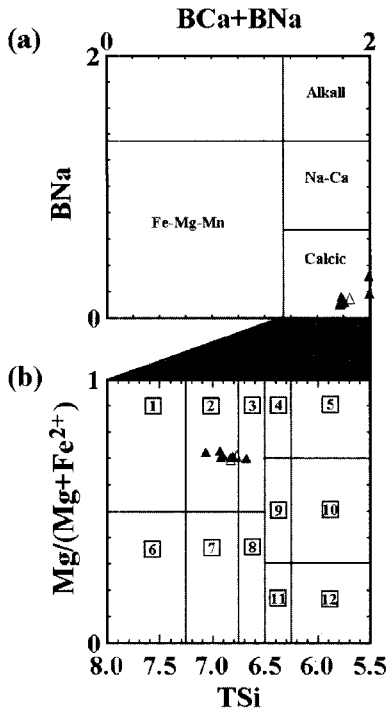 BCa+BNa
(a)
0
2
2
Alkali
Na-Ca
BNa
Fe-Mg-Mn
Calcic
0
(b)
1
1
2
3
4
5
Mg/(Mg+Fe²⁺)
9
10
6
7
8
11
12
0
8.0
7.5
7.0
6.5
6.0
5.5
TSi